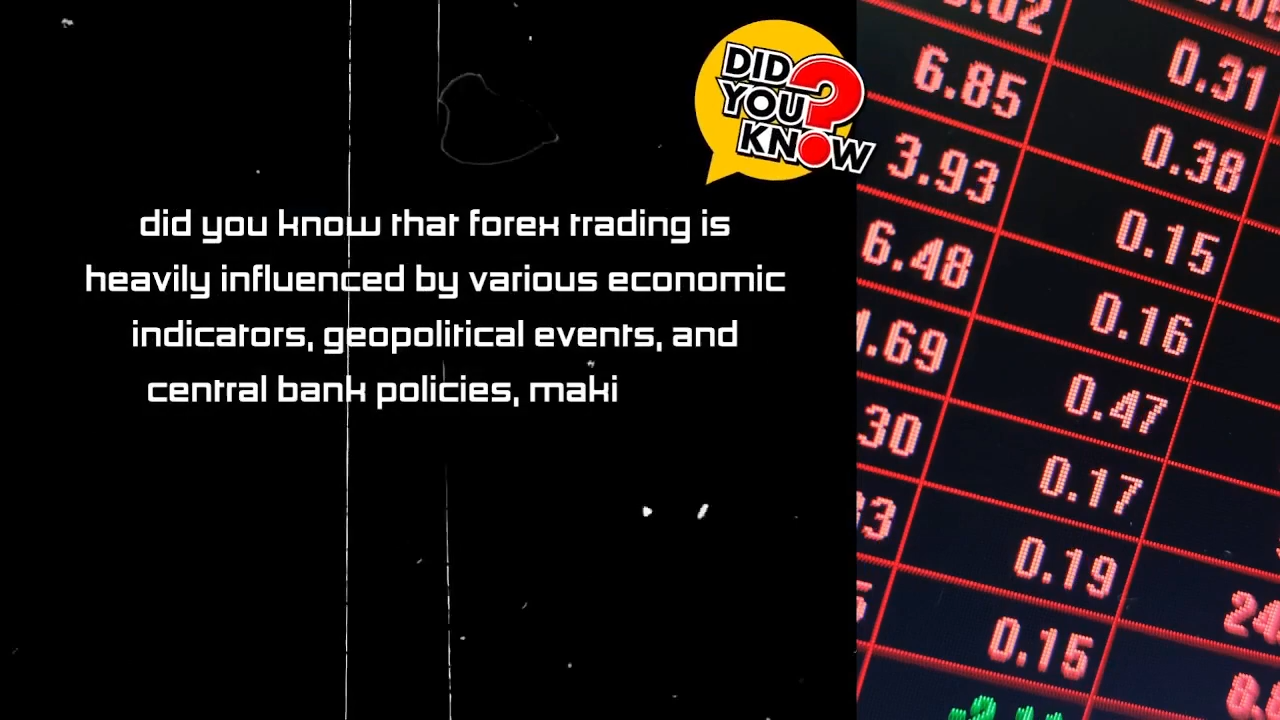 DID
YOU?
KNOW
did you know that forex trading is
heavily influenced by various economic
indicators, geopolitical events, and
central bank policies, maki
6.85 0.31
3.93 0.38
6.48 0.15
.69 0.16
.30 0.47
0.17
0.19
0.15